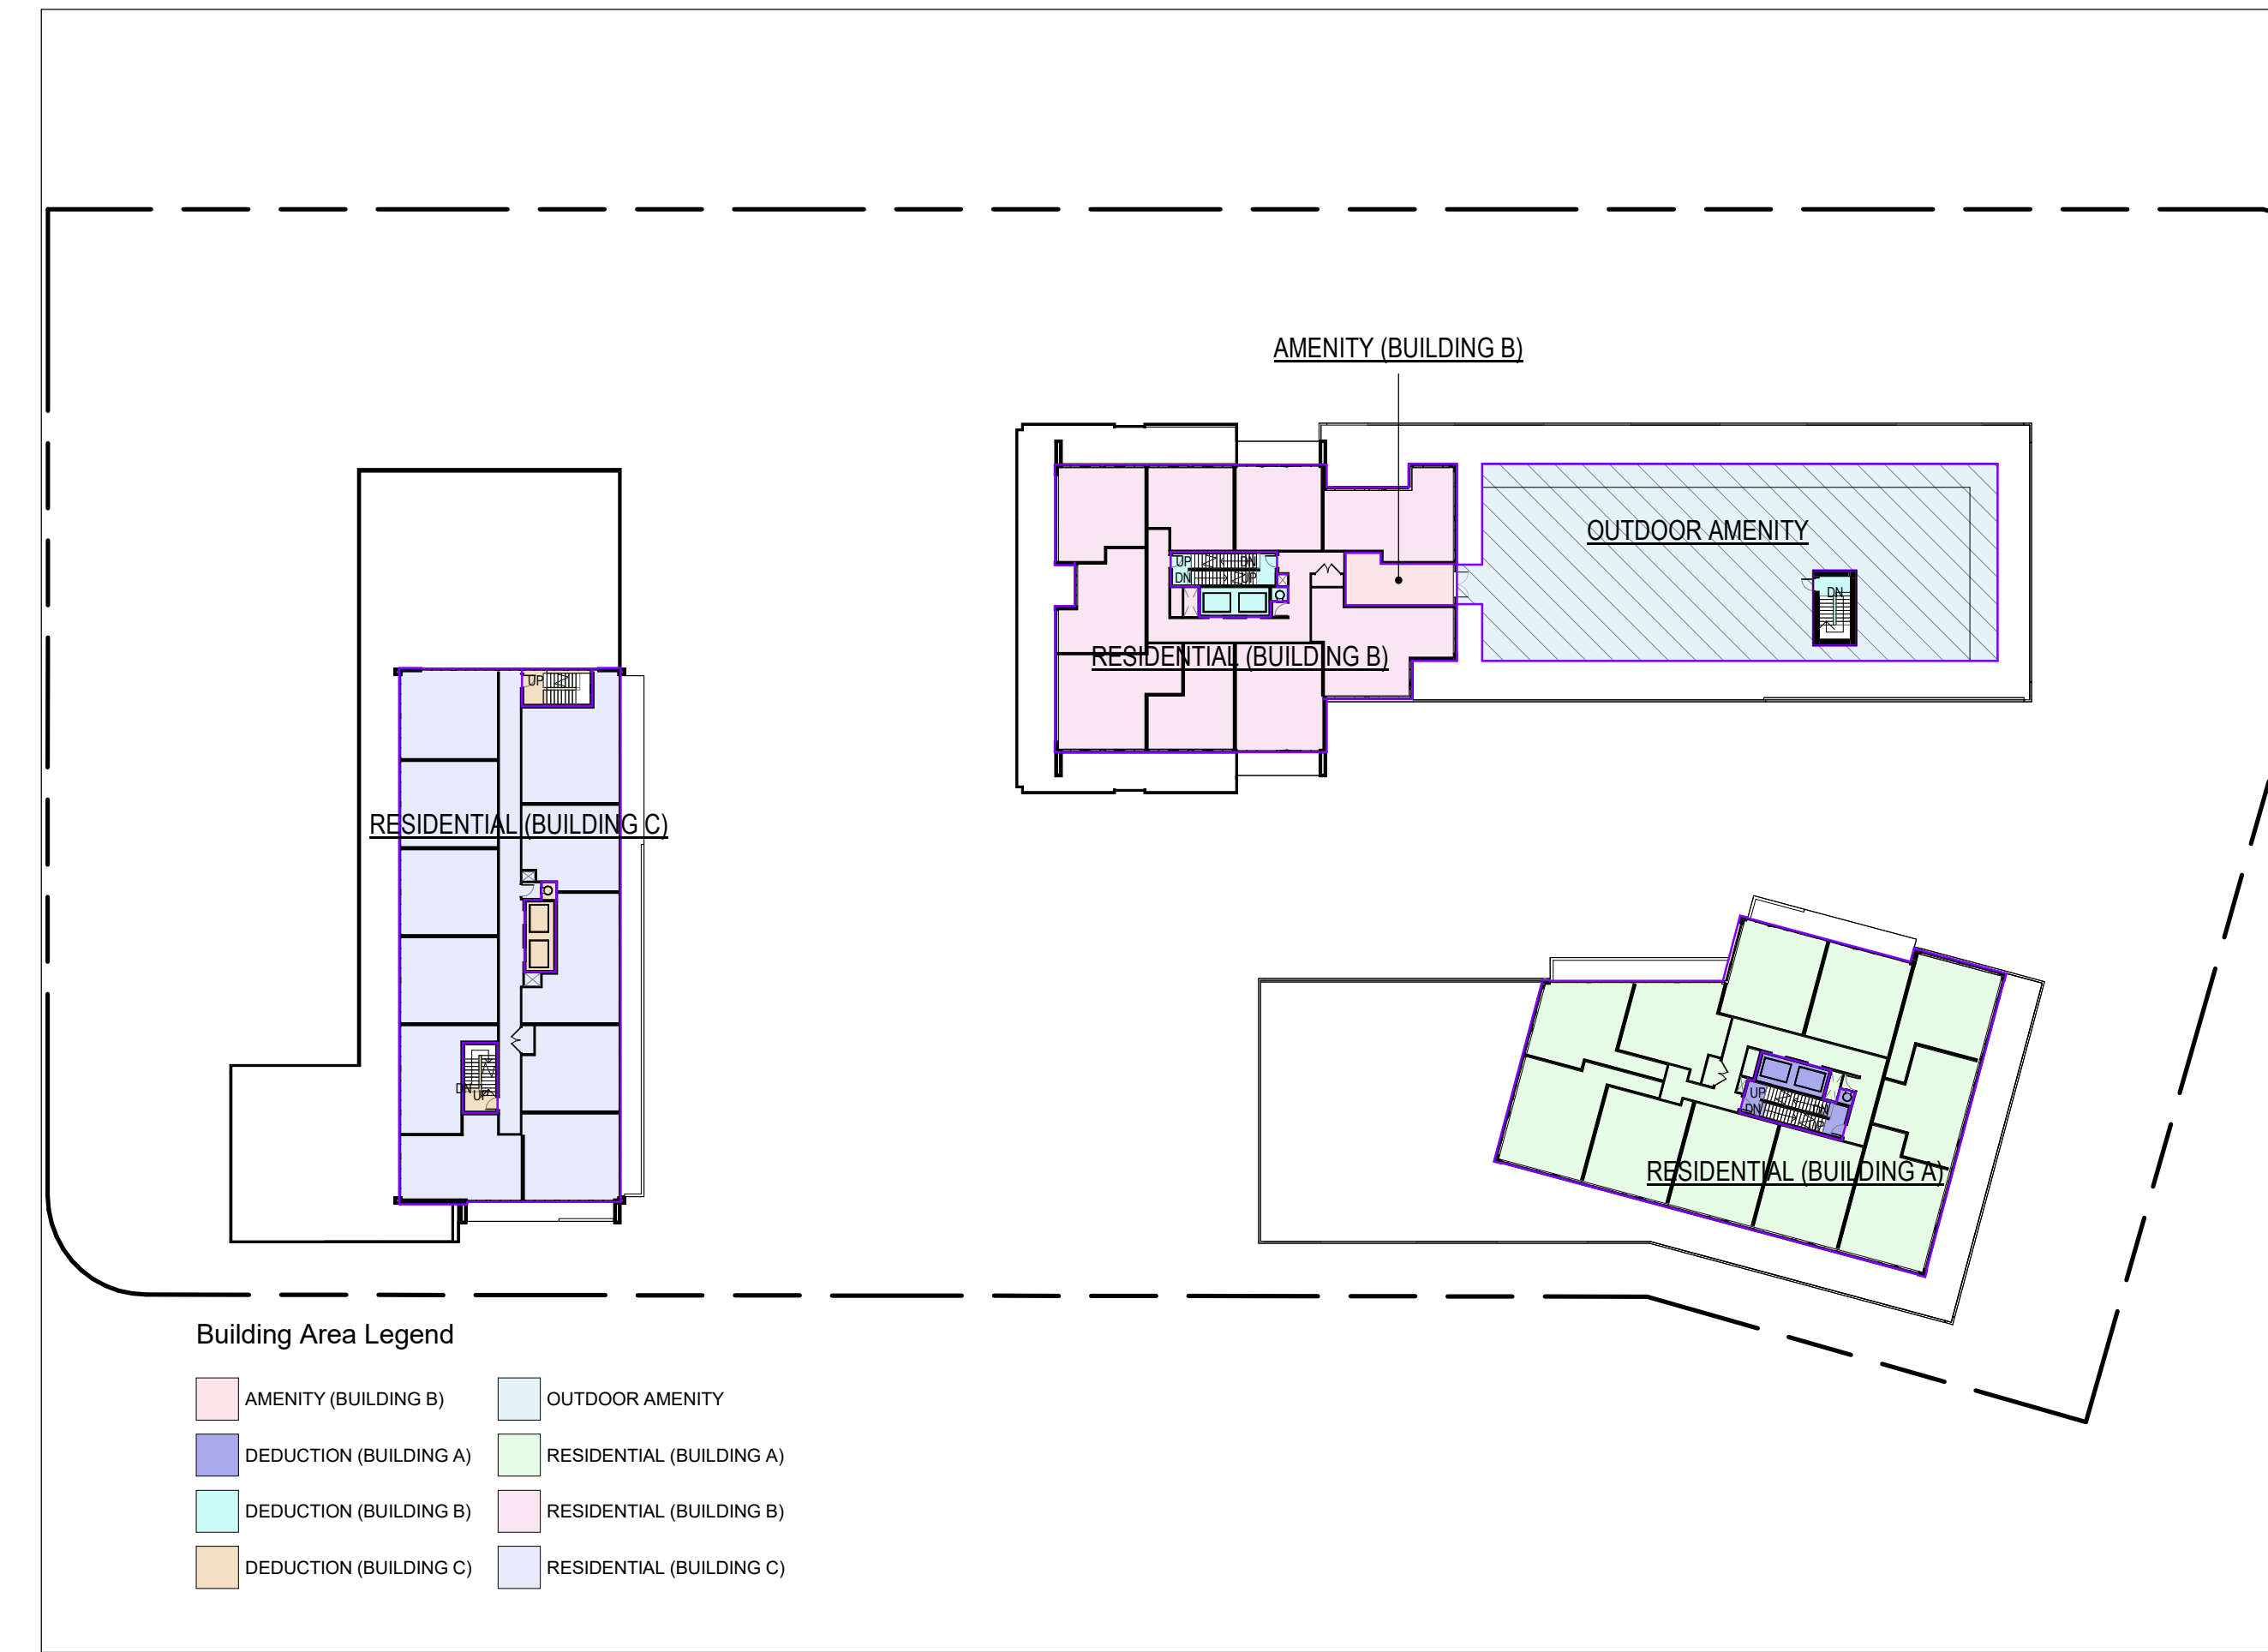 AMENITY (BUILDING B)
OUTDOOR AMENITY
UP
DN
DN
UP
DN
RESIDENTIAL (BUILDING B)
UP
RESIDENTIAL (BUILDING C)
DN
UP
UP
DN
DN
UP
RESIDENTIAL (BUILDING A)
Building Area Legend
AMENITY (BUILDING B)
OUTDOOR AMENITY
DEDUCTION (BUILDING A)
RESIDENTIAL (BUILDING A)
DEDUCTION (BUILDING B)
RESIDENTIAL (BUILDING B)
DEDUCTION (BUILDING C)
RESIDENTIAL (BUILDING C)